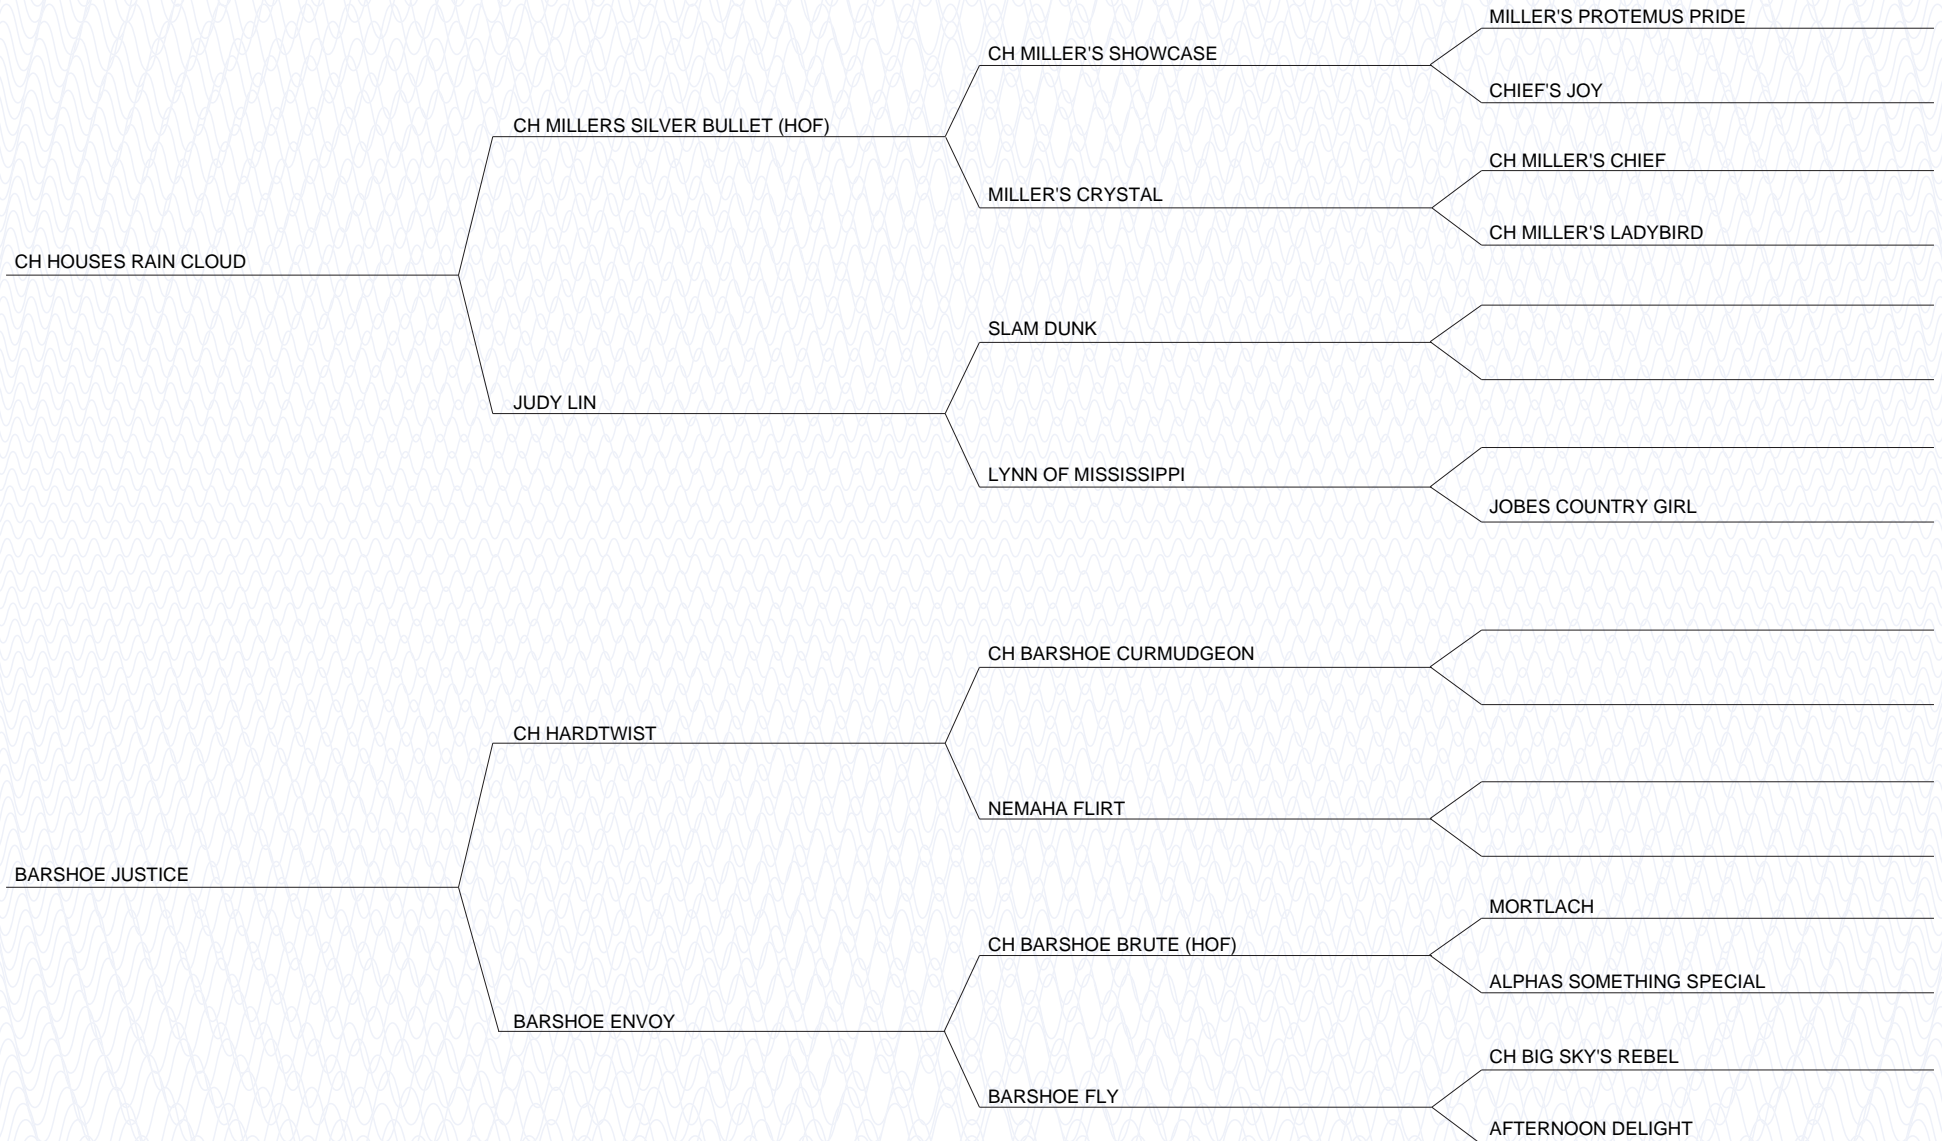 MILLER'S PROTEMUS PRIDE
CH MILLER'S SHOWCASE
CHIEF'S JOY
CH MILLERS SILVER BULLET (HOF)
CH MILLER'S CHIEF
MILLER'S CRYSTAL
CH MILLER'S LADYBIRD
CH HOUSES RAIN CLOUD
SLAM DUNK
JUDY LIN
LYNN OF MISSISSIPPI
JOBES COUNTRY GIRL
CH BARSHOE CURMUDGEON
CH HARDTWIST
NEMAHA FLIRT
BARSHOE JUSTICE
MORTLACH
CH BARSHOE BRUTE (HOF)
ALPHAS SOMETHING SPECIAL
BARSHOE ENVOY
CH BIG SKY'S REBEL
BARSHOE FLY
AFTERNOON DELIGHT